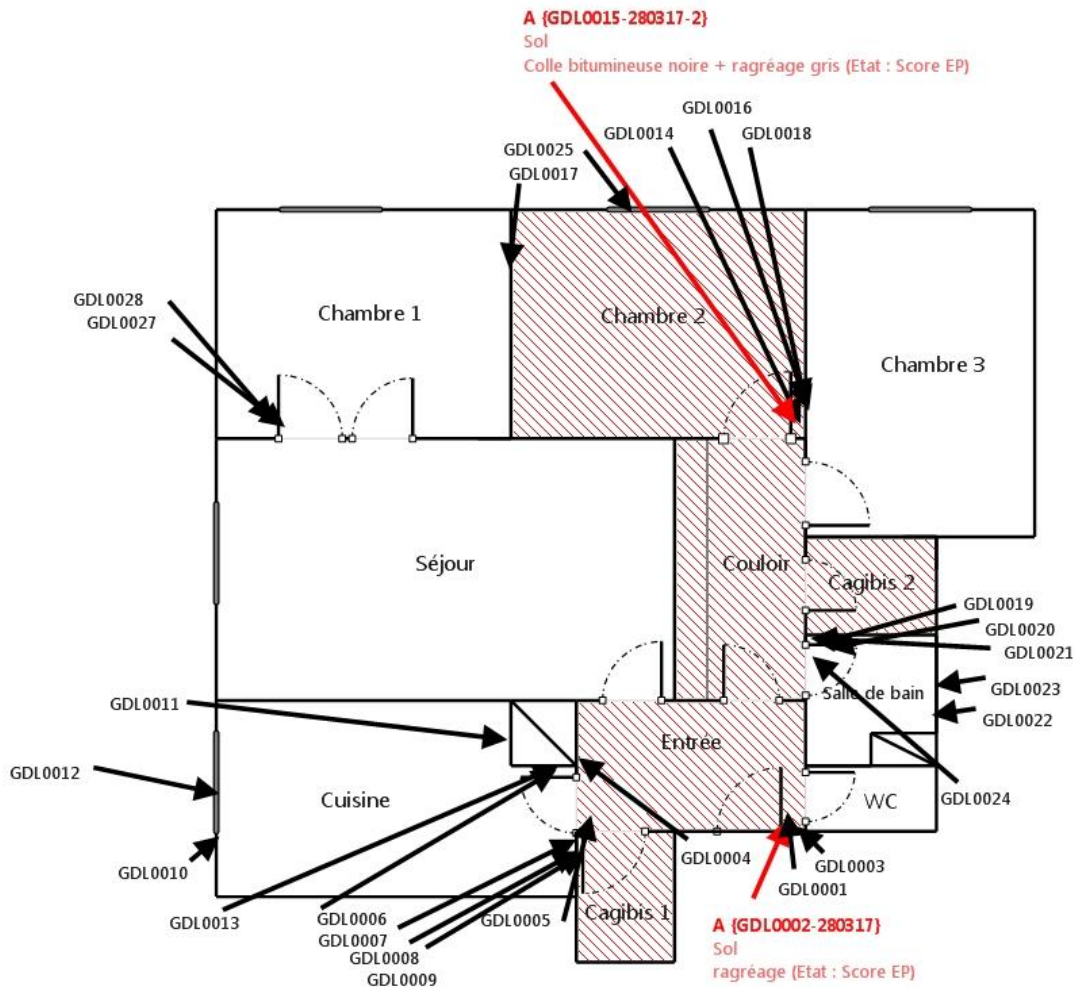 A {GDL0015-280317-2}
Sol
Colle bitumineuse noire + ragréage gris (Etat : Score EP)
GDL0016
GDL0014
GDL0018
GDL0025
GDL0017
GDL0028
GDL0027
Chambre 1
Chambre 2
Chambre 3
Séjour
Couloir
Cagibis 2
GDL0019
GDL0020
GDL0021
GDL0023
GDL0022
Salle de bain
GDL0011
Entrée
GDL0012
Cuisine
WC
GDL0024
GDL0004
GDL0003
GDL0010
GDL0001
GDL0013
GDL0006
GDL0005
Cagibis 1
GDL0007
GDL0008
GDL0009
A {GDL0002-280317}
Sol
ragréage (Etat : Score EP)